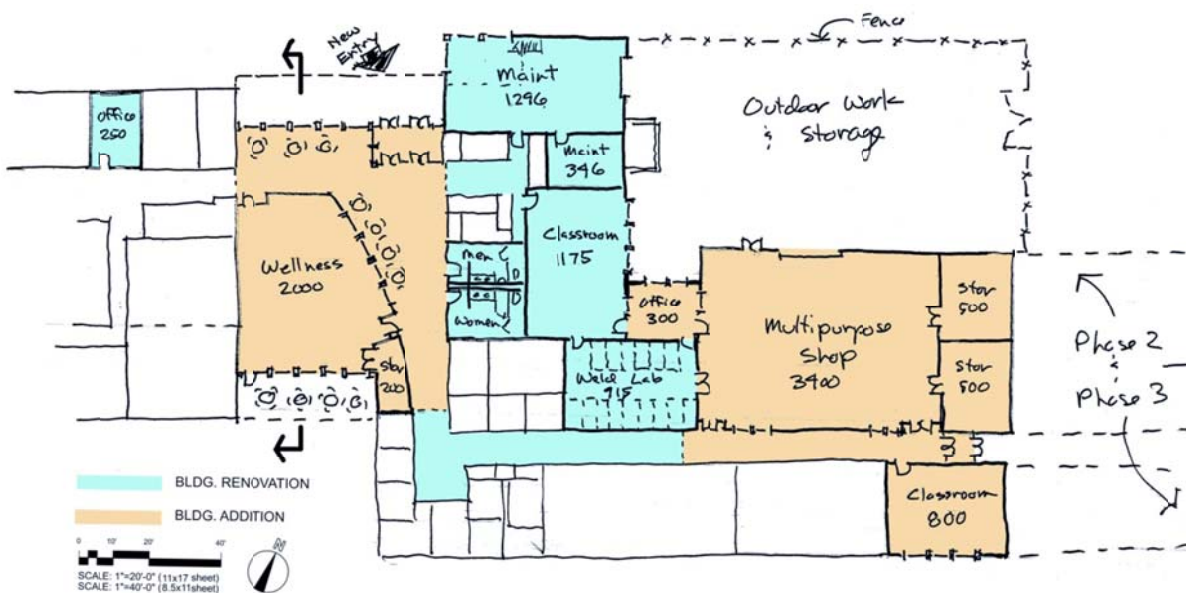 Fence
New
Entry
Maint
1296
Outdoor Work
& Storage
Office
250
Maint
346
Classroom
1175
Men
Women
Wellness
2000
Stor
200
Office
300
Multipurpose
Shop
3400
Stor
500
Stor
500
Weld Lab
915
Phase 2
&
Phase 3
Classroom
800
BLDG. RENOVATION
BLDG. ADDITION
0 10' 20' 40'
SCALE: 1"=20'-0" (11x17 sheet)
SCALE: 1"=40'-0" (8.5x11sheet)
N